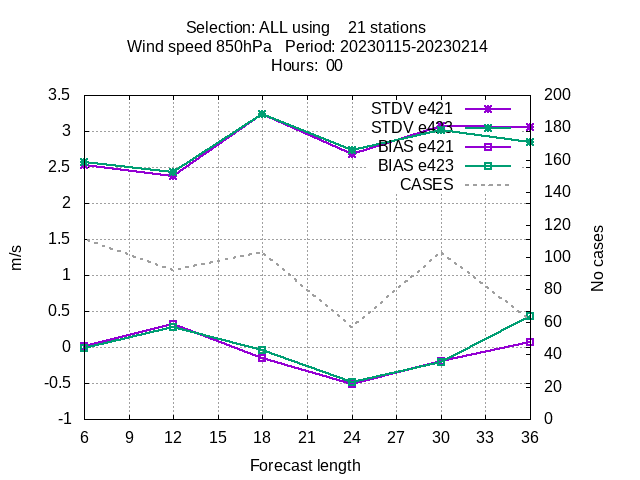 Selection: ALL using 21 stations
Wind speed 850hPa Period: 20230115-20230214
Hours: 00
3.5
3
2.5
2
1.5
1
0.5
0
-0.5
-1
m/s
STDV e421
STDV e423
BIAS e421
BIAS e423
CASES
200
180
160
140
120
100
80
60
40
20
0
No cases
6 9 12 15 18 21 24 27 30 33 36
Forecast length